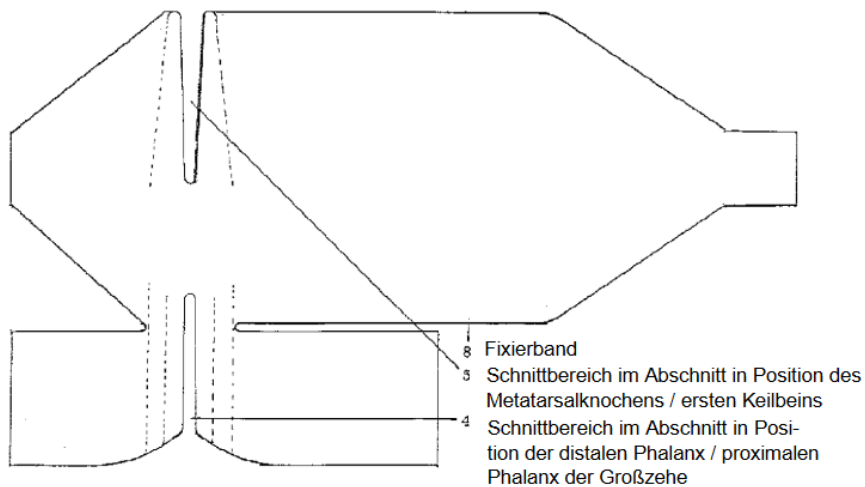 8 Fixierband
5 Schnittbereich im Abschnitt in Position des
Metatarsalknochens / ersten Keilbeins
4 Schnittbereich im Abschnitt in Posi-
tion der distalen Phalanx / proximalen
Phalanx der Großzehe